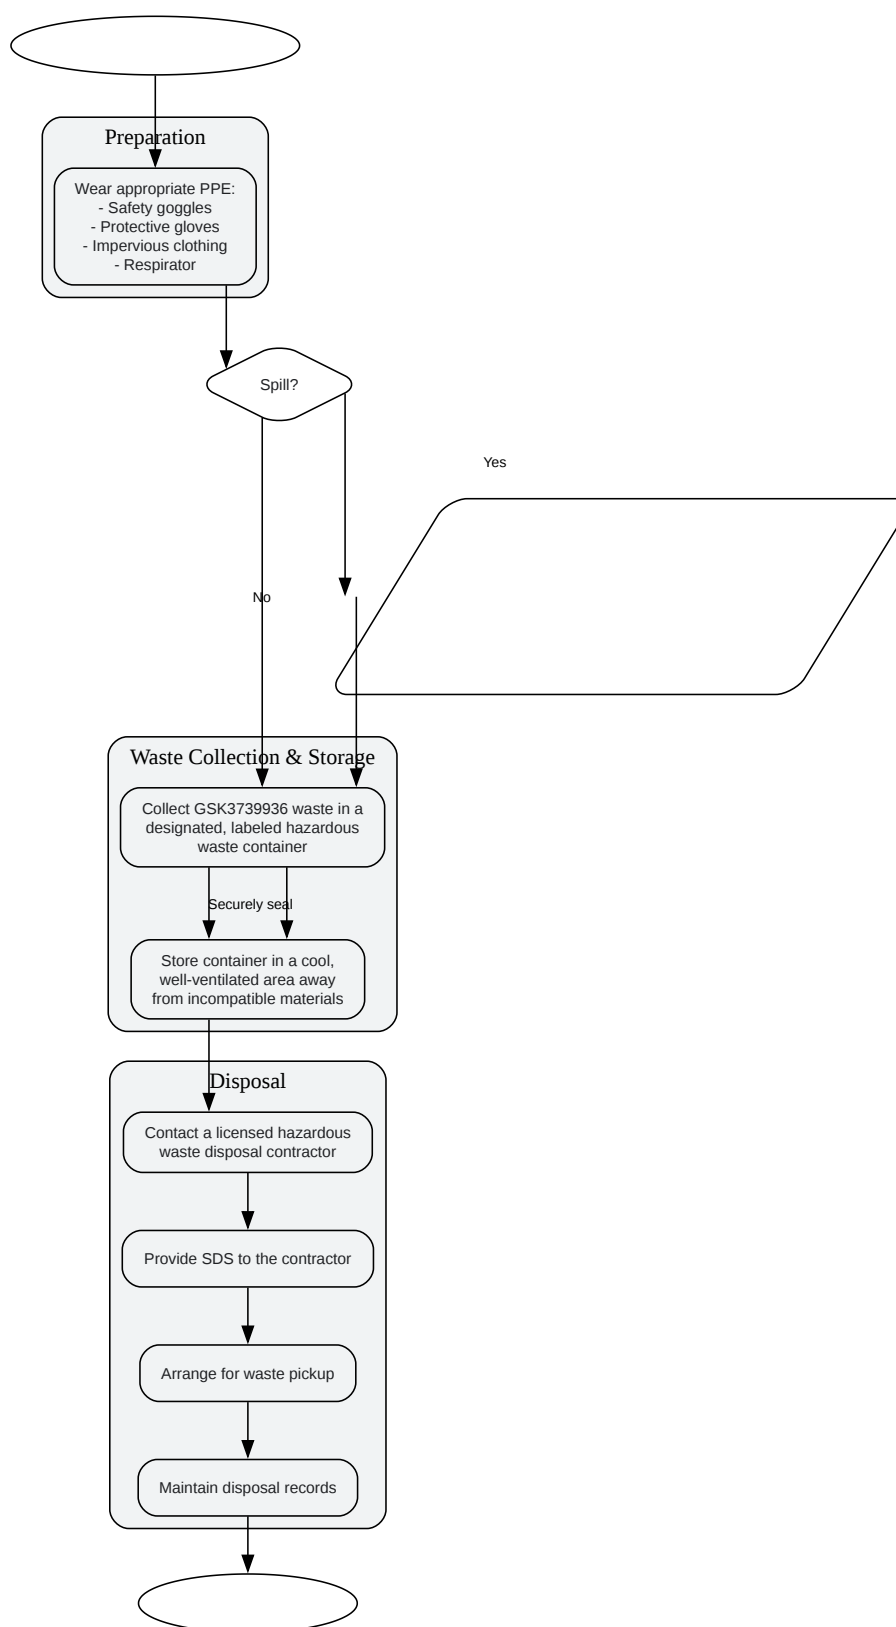 Preparation
Wear appropriate PPE:
- Safety goggles
- Protective gloves
- Impervious clothing
- Respirator
Spill?
Yes
No
Waste Collection & Storage
Collect GSK3739936 waste in a
designated, labeled hazardous
waste container
Securely seal
Store container in a cool,
well-ventilated area away
from incompatible materials
Disposal
Contact a licensed hazardous
waste disposal contractor
Provide SDS to the contractor
Arrange for waste pickup
Maintain disposal records